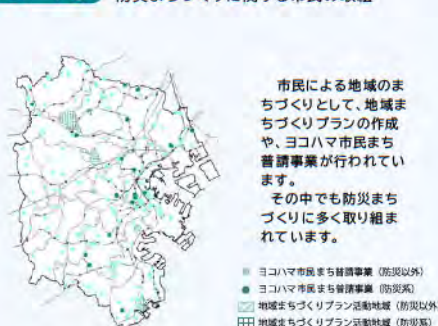 市民による地域のま
ちづくりとして、地域ま
ちづくりプランの作成
や、ヨコハマ市民まち
普請事業が行われてい
ます。
その中でも防災まち
づくりに多く取り組ま
れています。
ヨコハマ市民まち普請事業（防災以外）
ヨコハマ市民まち普請事業（防災系）
地域まちづくりプラン活動地域（防災以外
地域まちづくりプラン活動地域（防災系）